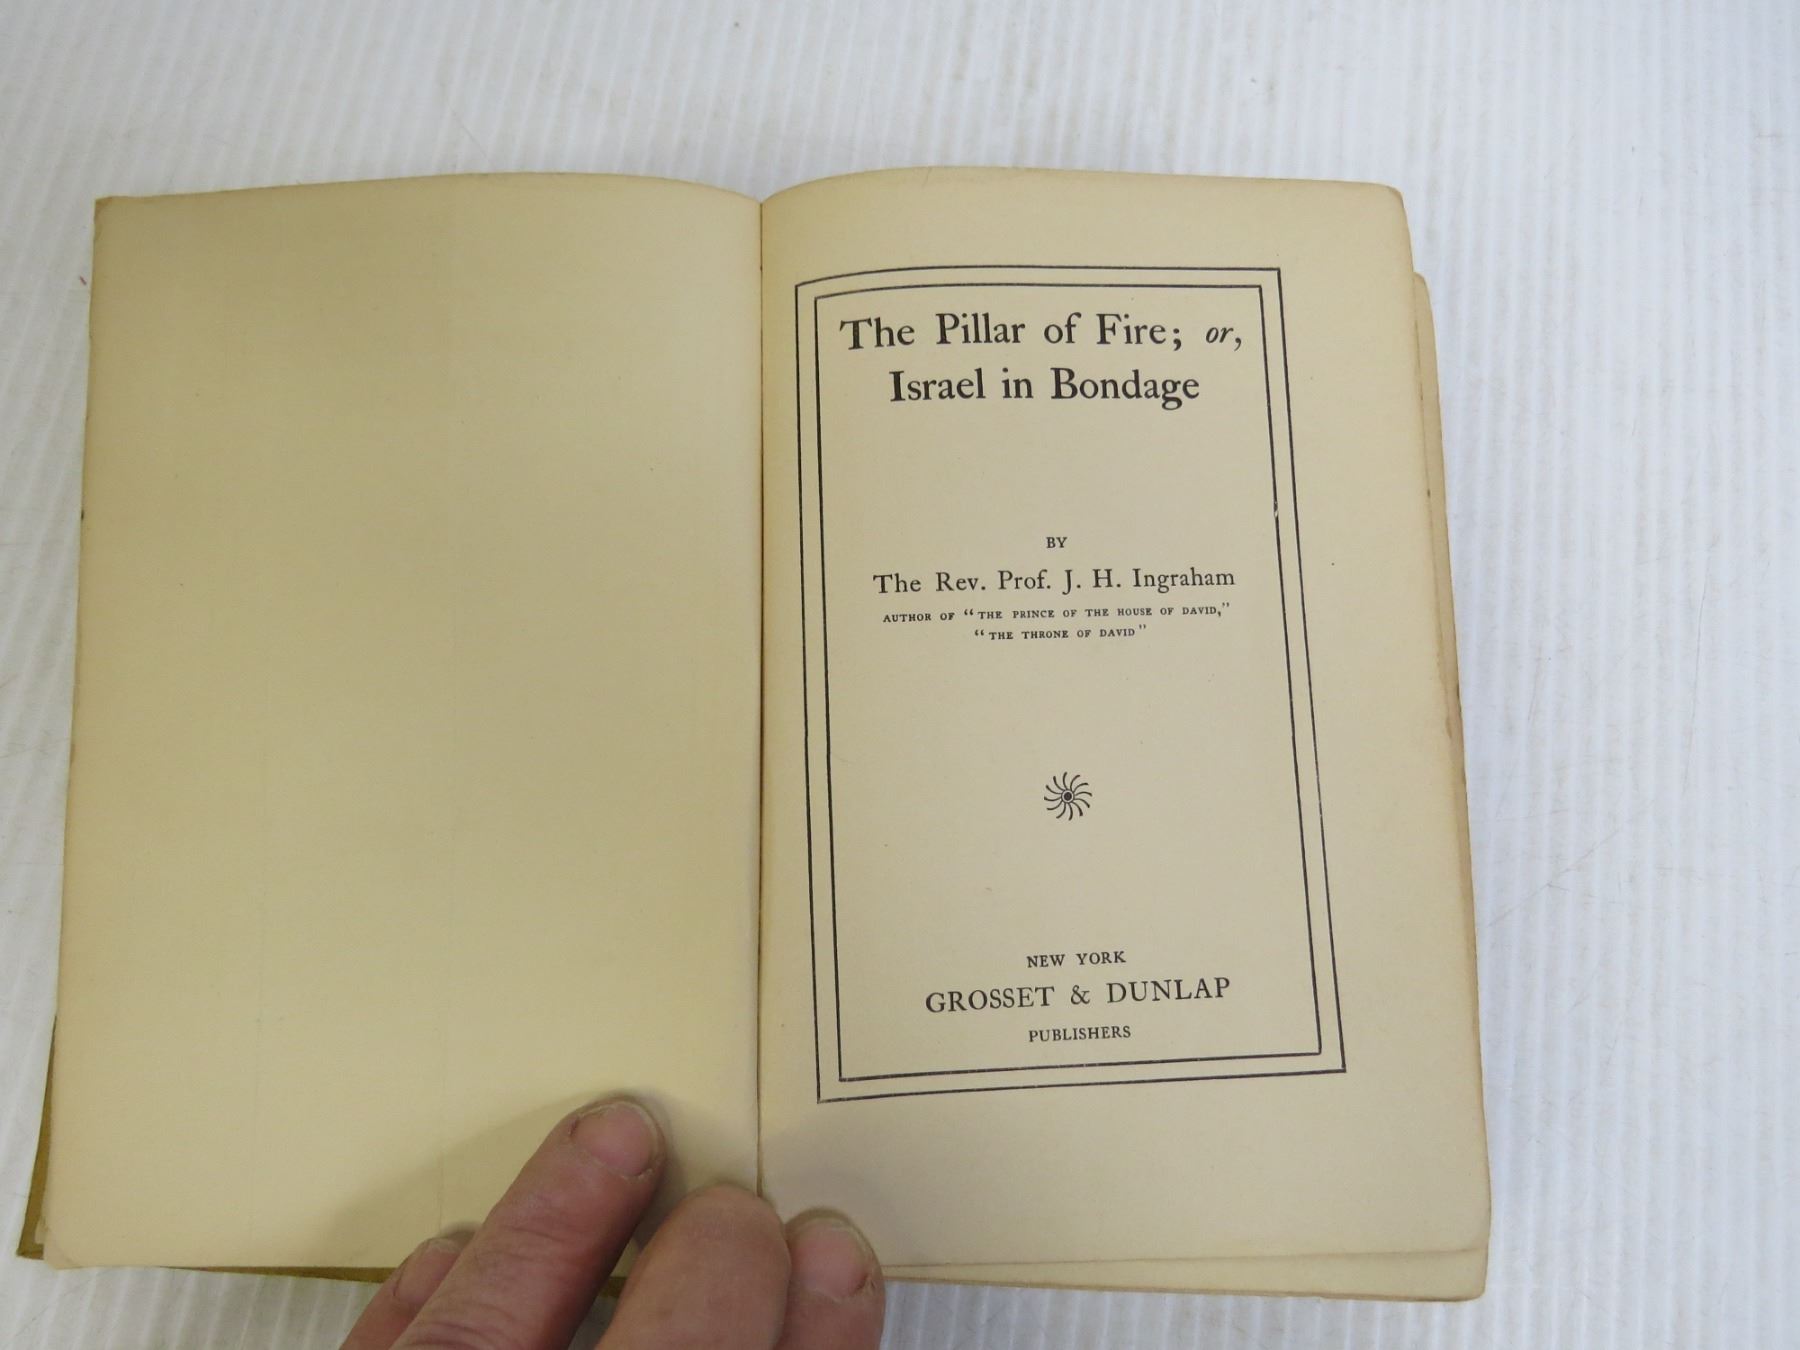 The Pillar of Fire; or,
Israel in Bondage
BY
The Rev. Prof. J. H. Ingraham
AUTHOR OF “THE PRINCE OF THE HOUSE OF DAVID,”
“THE THRONE OF DAVID”
NEW YORK
GROSSET & DUNLAP
PUBLISHERS